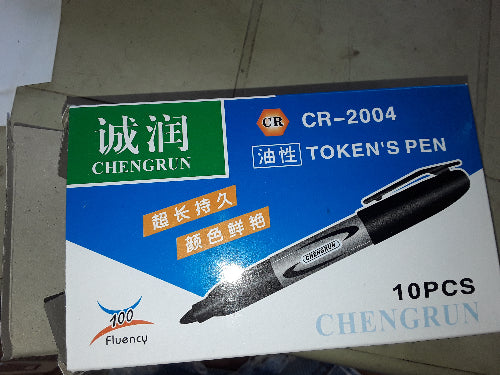 诚润
CHENGRUN
CR
CR-2004
油性 TOKEN'S PEN
超长持久
颜色鲜艳
CHENGRUN
10PCS
CHENGRUN
100
Fluency